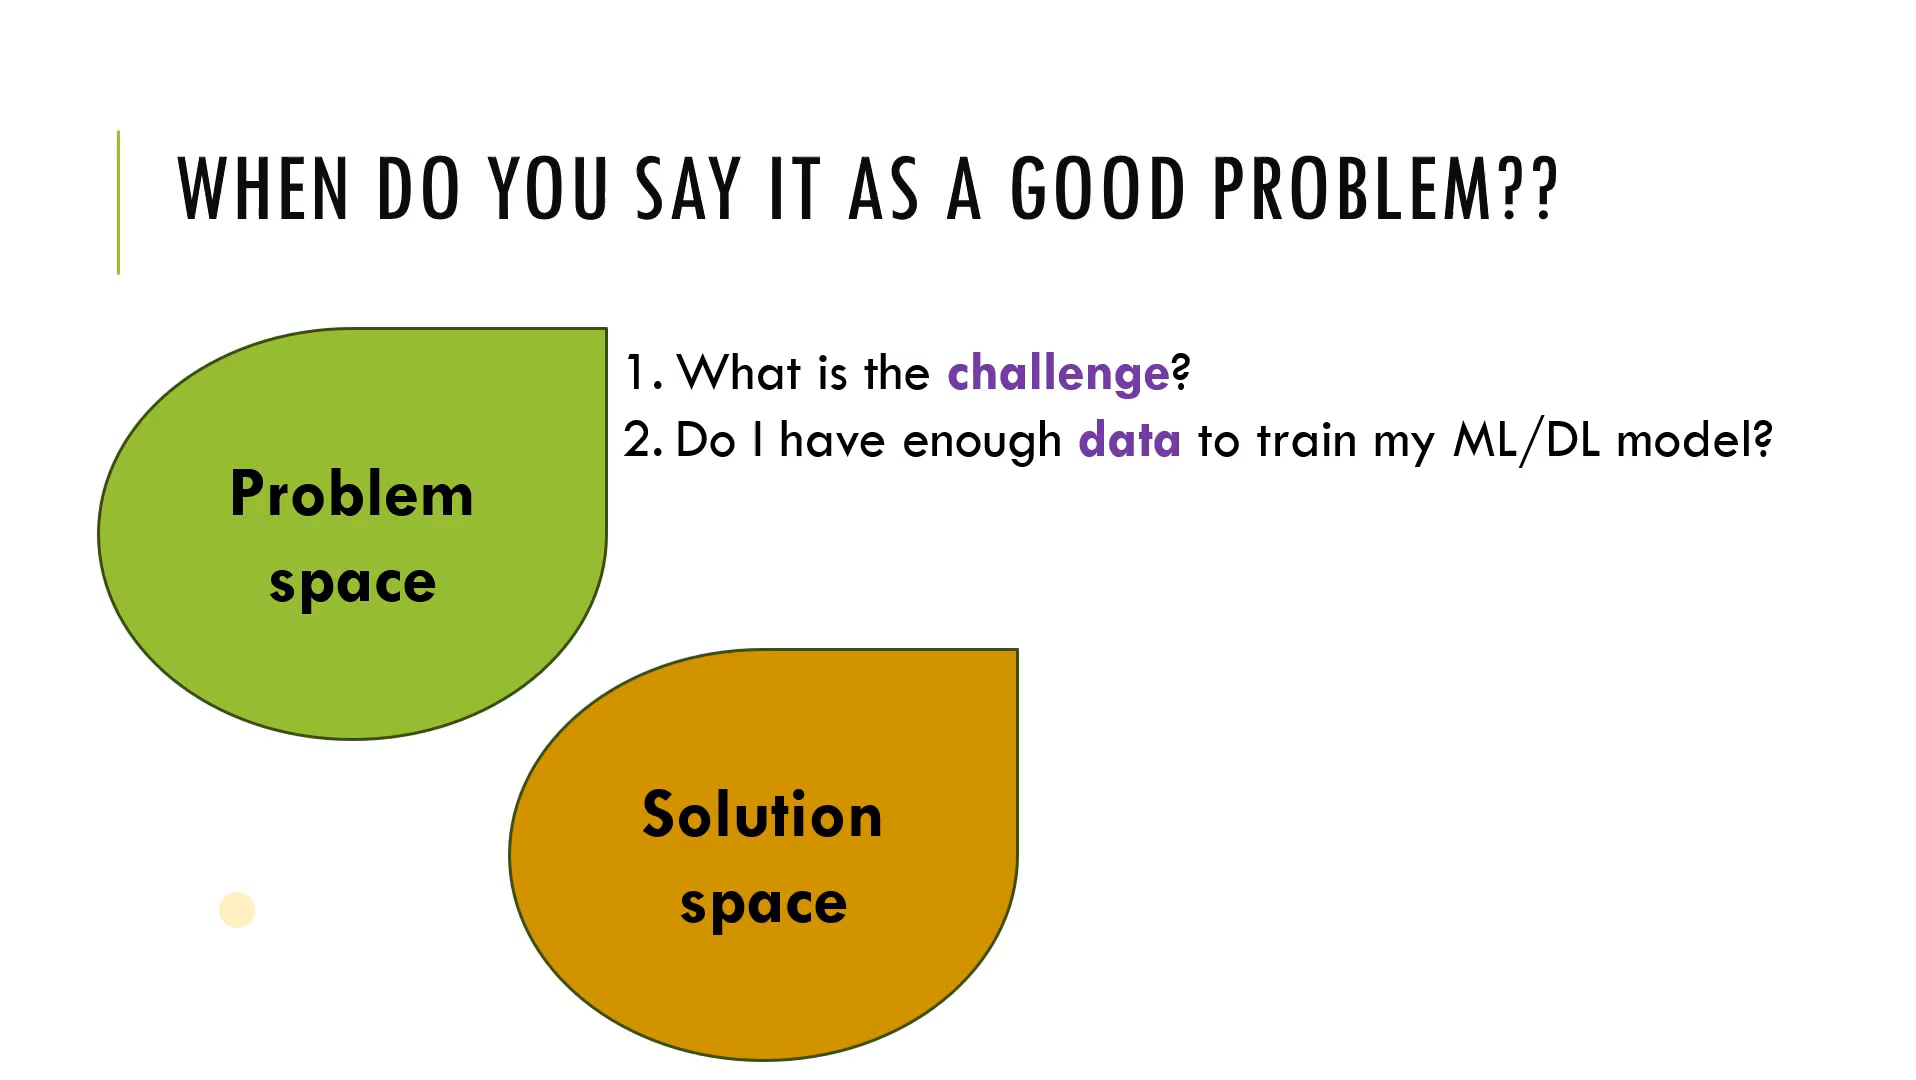 WHEN DO YOU SAY IT AS A GOOD PROBLEM??
1. What is the challenge?
2. Do I have enough data to train my ML/DL model?
Problem
space
Solution
space